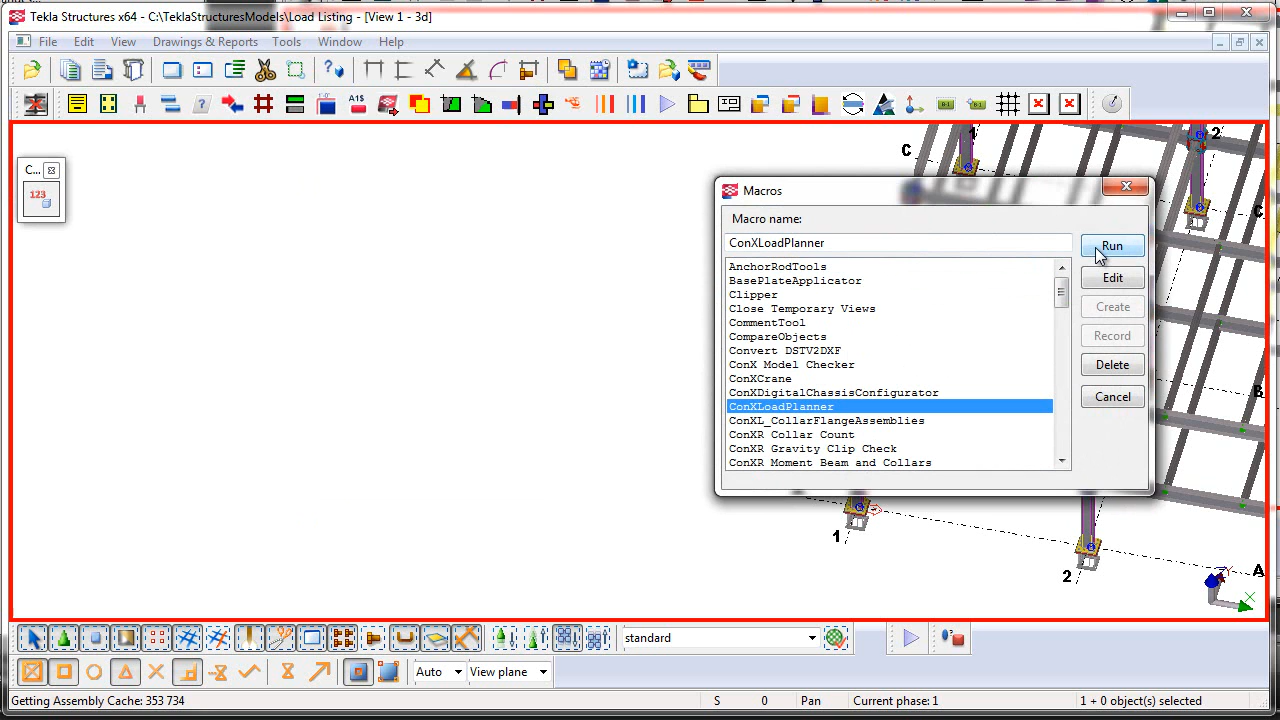 Tekla Structures x64 - C:\TeklaStructuresModels\Load Listing - [View 1 - 3d]
File Edit View Drawings & Reports Tools Window Help
A1$
B-1
B-1
C...
123
1
2
C
C
Macros
Macro name:
ConXLoadPlanner
Run
AnchorRodTools
BasePlateApplicator
Edit
Clipper
Close Temporary Views
Create
CommentTool
CompareObjects
Record
Convert DSTV2DXF
ConX Model Checker
Delete
ConXCrane
ConXDigitalChassisConfigurator
Cancel
ConXLoadPlanner
ConXL_CollarFlangeAssemblies
ConXR Collar Count
ConXR Gravity Clip Check
ConXR Moment Beam and Collars
B
1
2
A
X
standard
Auto
View plane
Getting Assembly Cache: 353 734 S 0 Pan Current phase: 1 1 + 0 object(s) selected